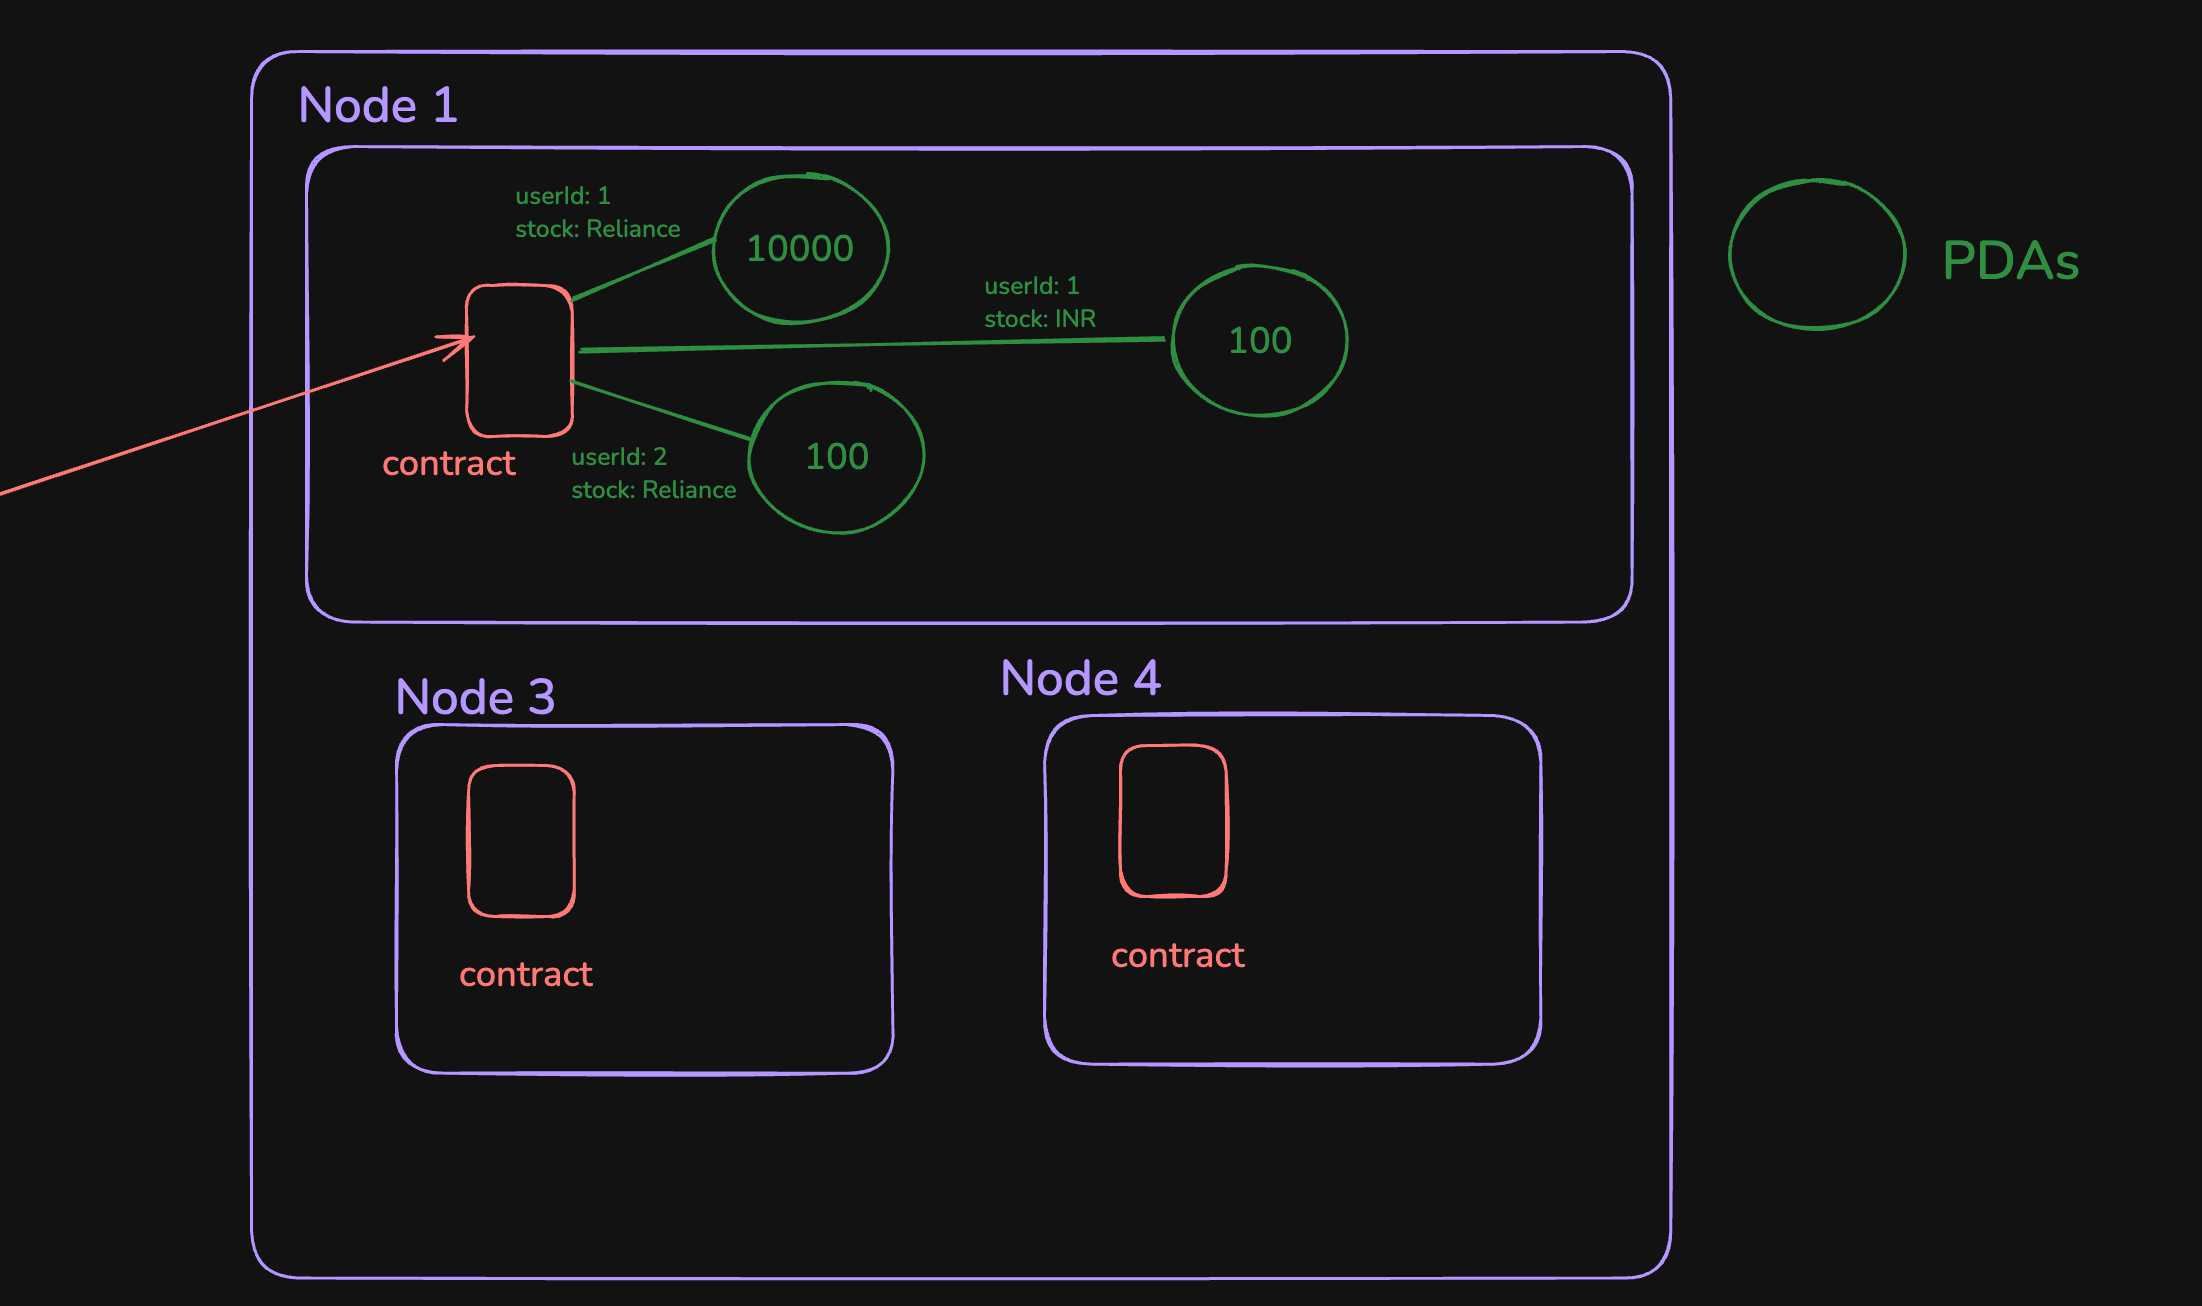 Node 1
userId: 1
stock: Reliance
10000
userId: 1
stock: INR
100
PDAs
contract
userId: 2
stock: Reliance
100
Node 3
contract
Node 4
contract